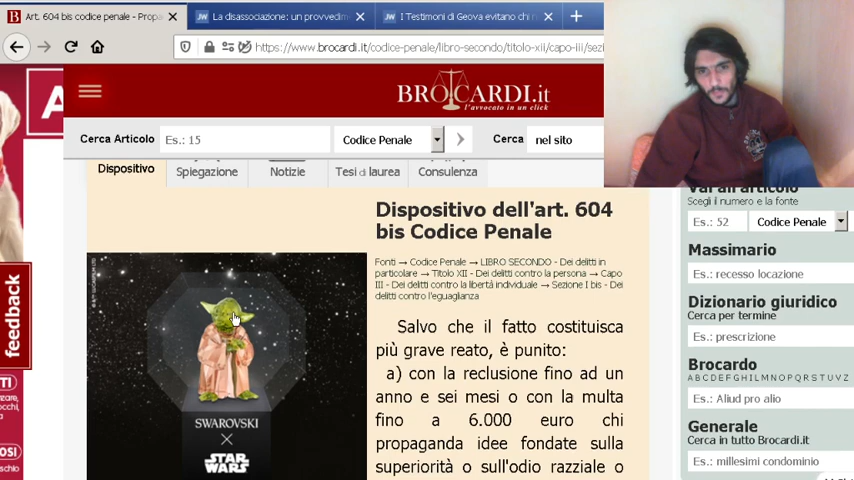 Art. 604 bis codice penale - Propa
La disassociazione: un provvedim
I Testimoni di Geova evitano chi n
https://www.brocardi.it/codice-penale/libro-secondo/titolo-xii/capo-iii/sezi
A
BROCARDI.it
l'avvocato in un click
Cerca Articolo
Es.: 15
Codice Penale
Cerca
nel sito
Dispositivo
Spiegazione
Notizie
Tesi di laurea
Consulenza
Dispositivo dell'art. 604
bis Codice Penale
Fonti → Codice Penale → LIBRO SECONDO - Dei delitti in
particolare → Titolo XII - Dei delitti contro la persona → Capo
III - Dei delitti contro la libertà individuale → Sezione I bis - Dei
delitti contro l'eguaglianza
Salvo che il fatto costituisca
più grave reato, è punito:
a) con la reclusione fino ad un
anno e sei mesi o con la multa
fino a 6.000 euro chi
propaganda idee fondate sulla
superiorità o sull'odio razziale o
SWAROVSKI
X
STAR
WARS
feedback
Vai all'articolo
Scegli il numero e la fonte
Es.: 52
Codice Penale
Massimario
Es.: recesso locazione
Dizionario giuridico
Cerca per termine
Es.: prescrizione
Brocardo
A B C D E F G H I L M N O P Q R S T U V Z
Es.: Aliud pro alio
Generale
Cerca in tutto Brocardi.it
Es.: millesimi condominio